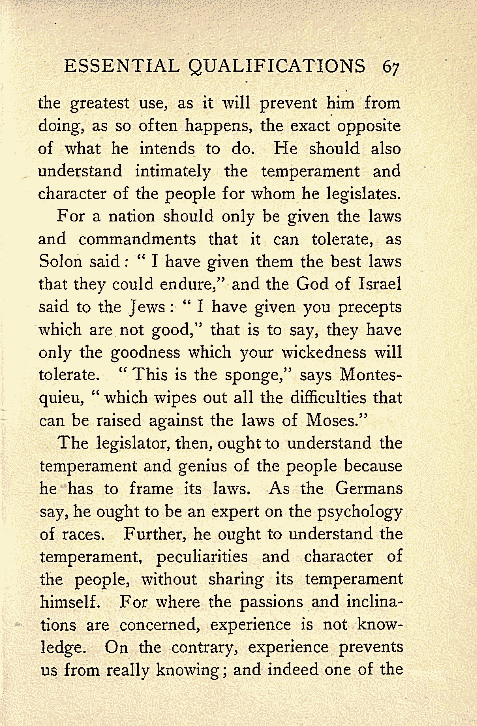 ESSENTIAL QUALIFICATIONS 67
the greatest use, as it will prevent him from
doing, as so often happens, the exact opposite
of what he intends to do. He should also
understand intimately the temperament and
character of the people for whom he legislates.
For a nation should only be given the laws
and commandments that it can tolerate, as
Solon said: “ I have given them the best laws
that they could endure,” and the God of Israel
said to the Jews: “ I have given you precepts
which are not good,” that is to say, they have
only the goodness which your wickedness will
tolerate. “ This is the sponge,” says Montes-
quieu, “ which wipes out all the difficulties that
can be raised against the laws of Moses.”
The legislator, then, ought to understand the
temperament and genius of the people because
he has to frame its laws. As the Germans
say, he ought to be an expert on the psychology
of races. Further, he ought to understand the
temperament, peculiarities and character of
the people, without sharing its temperament
himself. For where the passions and inclina-
tions are concerned, experience is not know-
ledge. On the contrary, experience prevents
us from really knowing; and indeed one of the